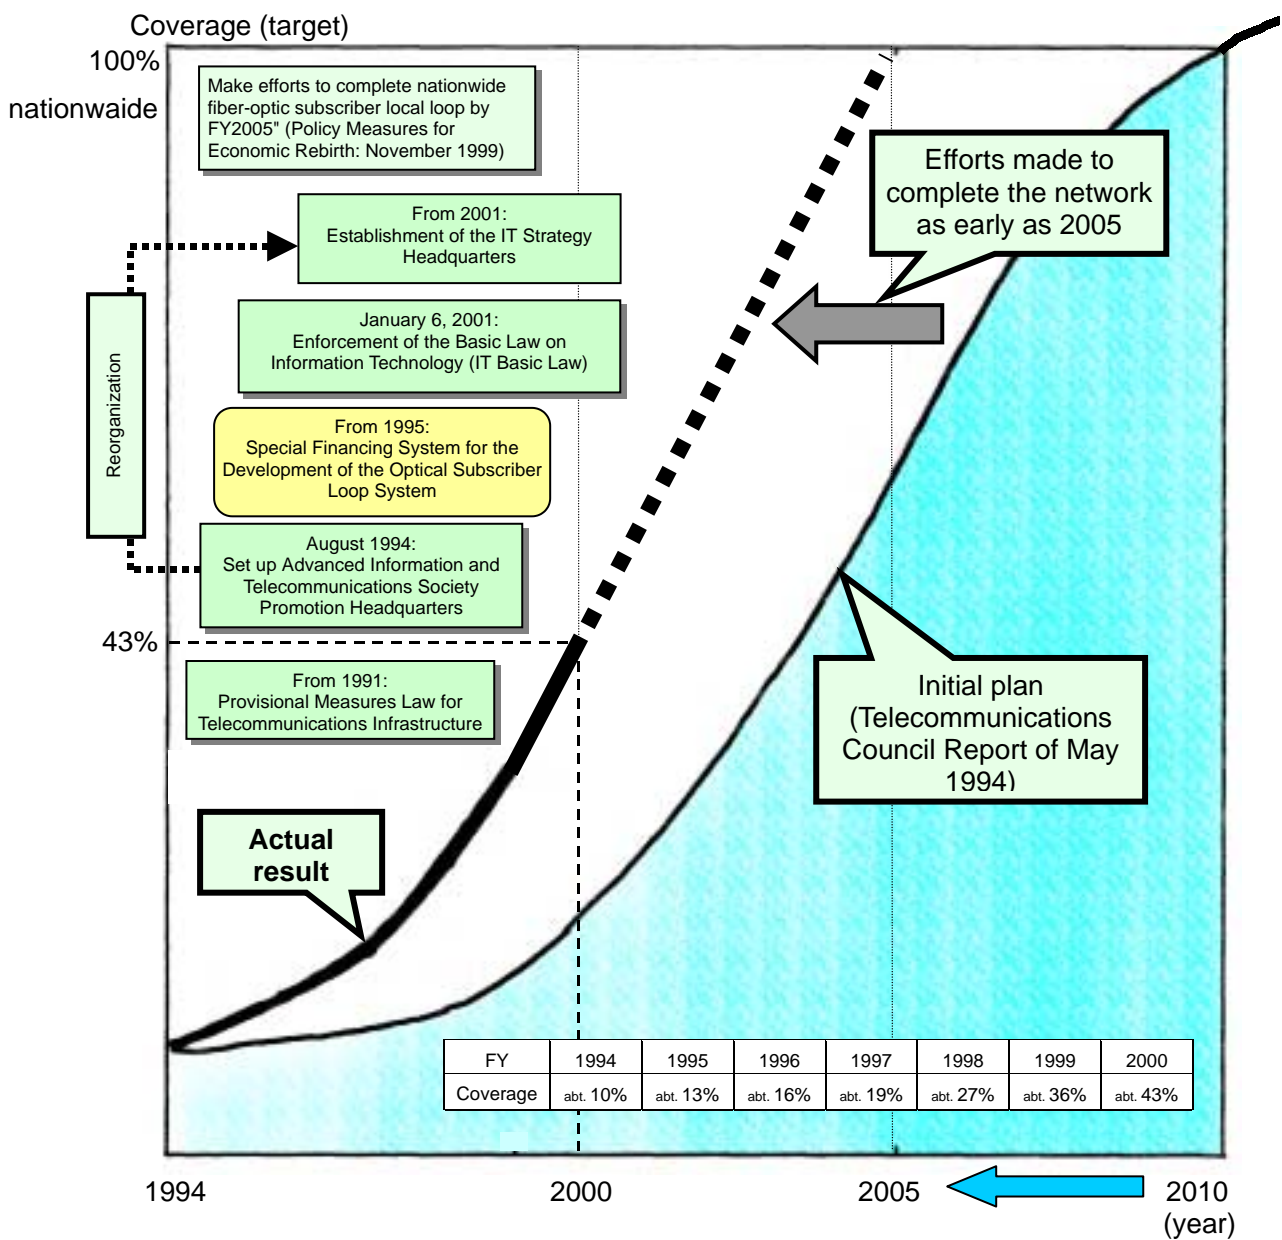 Coverage (target)
100%
nationwaide
Make efforts to complete nationwide
fiber-optic subscriber local loop by
FY2005" (Policy Measures for
Economic Rebirth: November 1999)
From 2001:
Establishment of the IT Strategy
Headquarters
January 6, 2001:
Enforcement of the Basic Law on
Information Technology (IT Basic Law)
Reorganization
From 1995:
Special Financing System for the
Development of the Optical Subscriber
Loop System
August 1994:
Set up Advanced Information and
Telecommunications Society
Promotion Headquarters
43%
From 1991:
Provisional Measures Law for
Telecommunications Infrastructure
Actual
result
Efforts made to
complete the network
as early as 2005
Initial plan
(Telecommunications
Council Report of May
1994)
FY 1994 1995 1996 1997 1998 1999 2000
Coverage abt. 10% abt. 13% abt. 16% abt. 19% abt. 27% abt. 36% abt. 43%
1994 2000 2005 2010
(year)